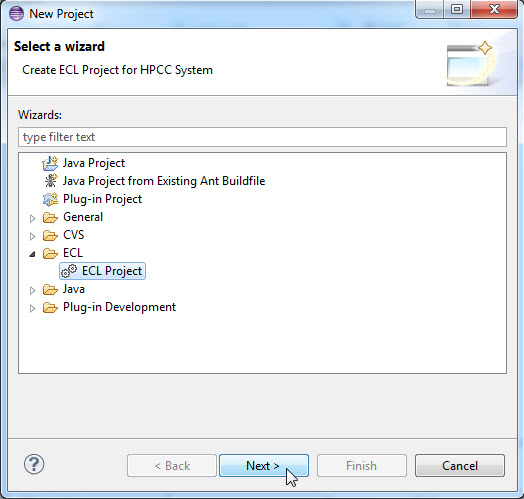 New Project
Select a wizard
Create ECL Project for HPCC System
Wizards:
type filter text
Java Project
Java Project from Existing Ant Buildfile
Plug-in Project
General
CVS
ECL
ECL Project
Java
Plug-in Development
? < Back Next > Finish Cancel